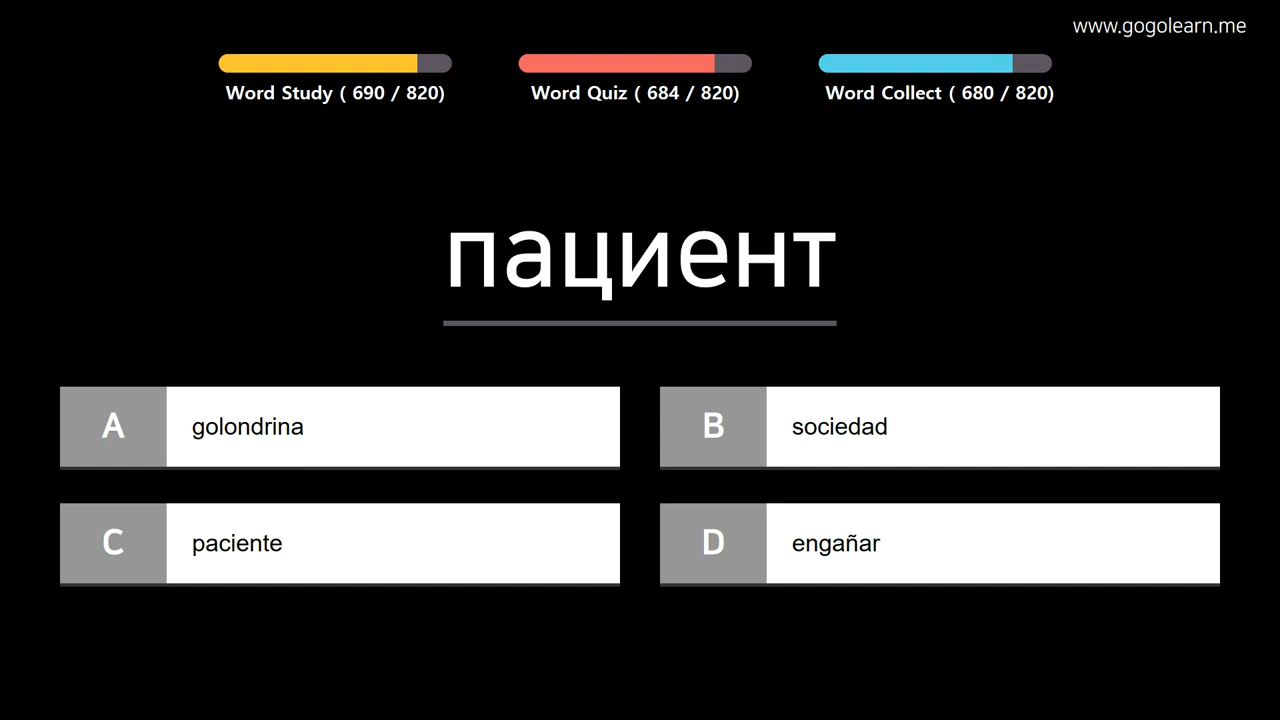 www.gogolearn.me
Word Study ( 690 / 820)
Word Quiz ( 684 / 820)
Word Collect ( 680 / 820)
пациент
A golondrina
B sociedad
C paciente
D engañar